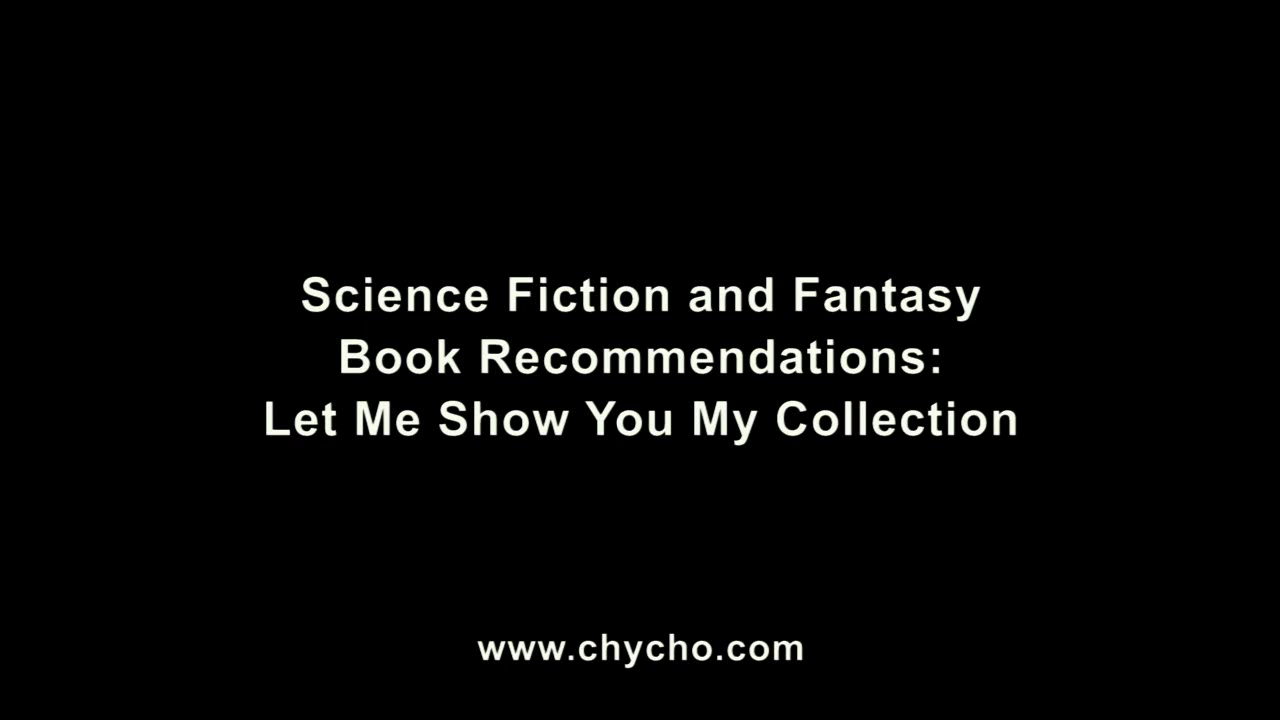 Science Fiction and Fantasy
Book Recommendations:
Let Me Show You My Collection
www.chycho.com